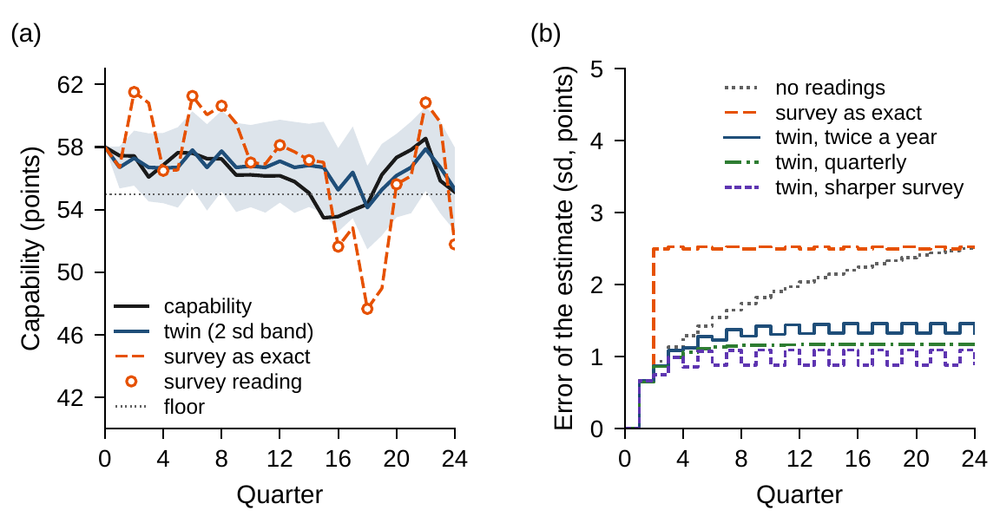 (a)
Capability (points)
62
58
54
50
46
42
capability
twin (2 sd band)
survey as exact
survey reading
floor
0 4 8 12 16 20 24
Quarter
(b)
Error of the estimate (sd, points)
5
4
3
2
1
0
no readings
survey as exact
twin, twice a year
twin, quarterly
twin, sharper survey
0 4 8 12 16 20 24
Quarter